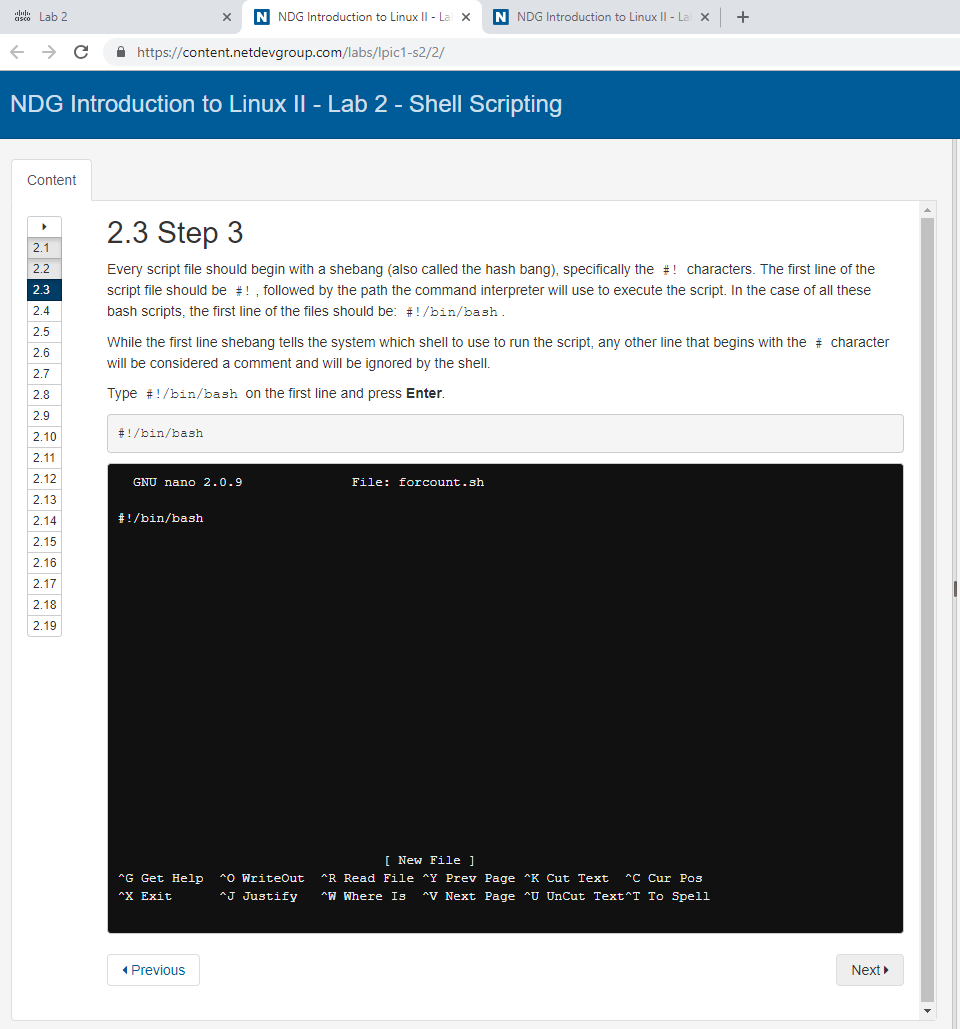 cisco Lab 2
N NDG Introduction to Linux II - La
N NDG Introduction to Linux II - La
https://content.netdevgroup.com/labs/lpic1-s2/2/
NDG Introduction to Linux II - Lab 2 - Shell Scripting
Content
2.1
2.2
2.3
2.4
2.5
2.6
2.7
2.8
2.9
2.10
2.11
2.12
2.13
2.14
2.15
2.16
2.17
2.18
2.19
2.3 Step 3
Every script file should begin with a shebang (also called the hash bang), specifically the #! characters. The first line of the
script file should be #! , followed by the path the command interpreter will use to execute the script. In the case of all these
bash scripts, the first line of the files should be: #!/bin/bash .
While the first line shebang tells the system which shell to use to run the script, any other line that begins with the # character
will be considered a comment and will be ignored by the shell.
Type #!/bin/bash on the first line and press Enter.
#!/bin/bash
GNU nano 2.0.9 File: forcount.sh
#!/bin/bash
[ New File ]
^G Get Help ^O WriteOut ^R Read File ^Y Prev Page ^K Cut Text ^C Cur Pos
^X Exit ^J Justify ^W Where Is ^V Next Page ^U UnCut Text^T To Spell
Previous
Next